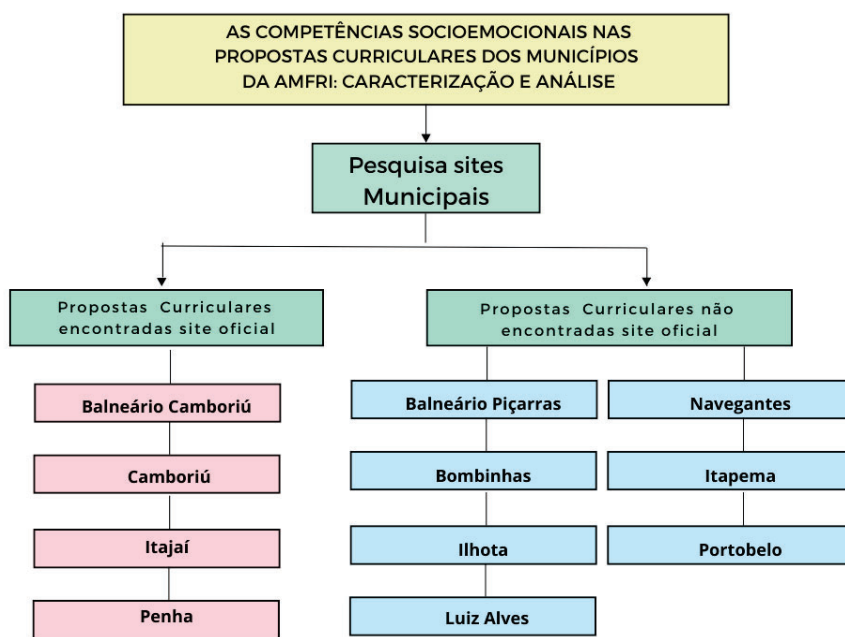 AS COMPETÊNCIAS SOCIOEMOCIONAIS NAS
PROPOSTAS CURRICULARES DOS MUNICÍPIOS
DA AMFRI: CARACTERIZAÇÃO E ANÁLISE
Pesquisa sites
Municipais
Propostas Curriculares
encontradas site oficial
Propostas Curriculares não
encontradas site oficial
Balneário Camboriú
Camboriú
Itajaí
Penha
Balneário Piçarras
Bombinhas
Ilhota
Luiz Alves
Navegantes
Itapema
Portobelo